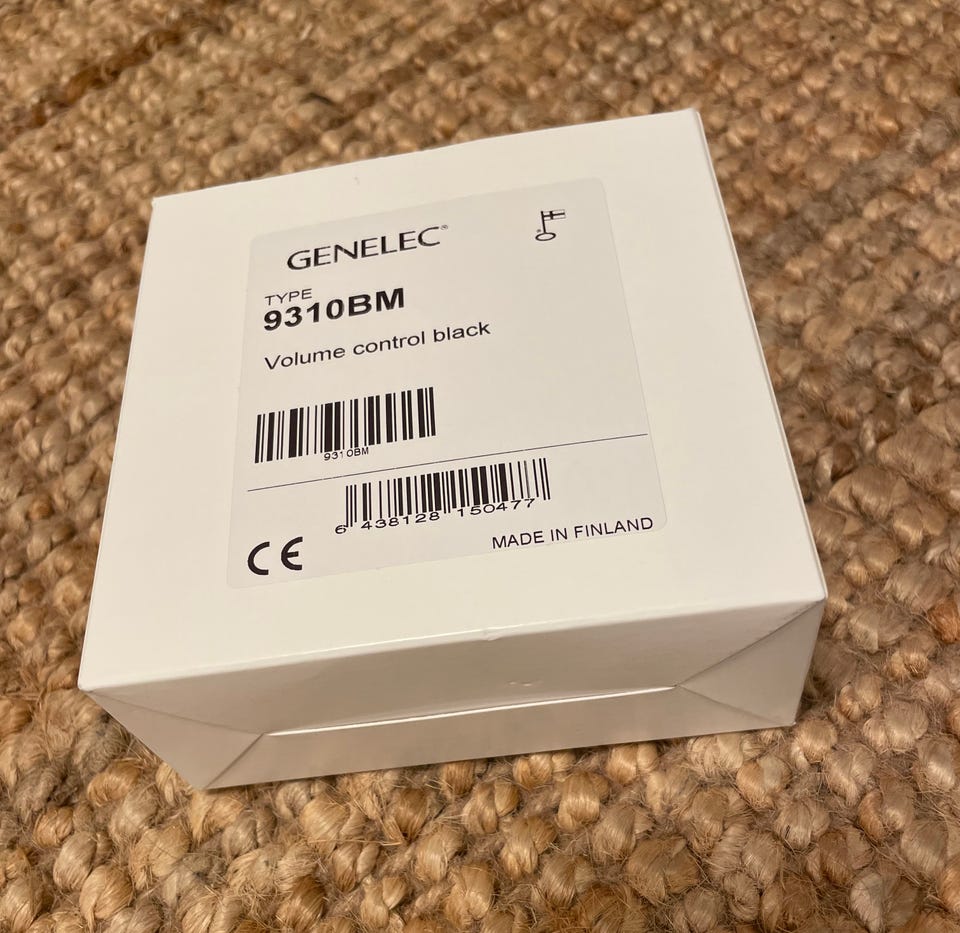 GENELEC®
TYPE
9310BM
Volume control black
9310BM
6 438128 150477
MADE IN FINLAND
CE